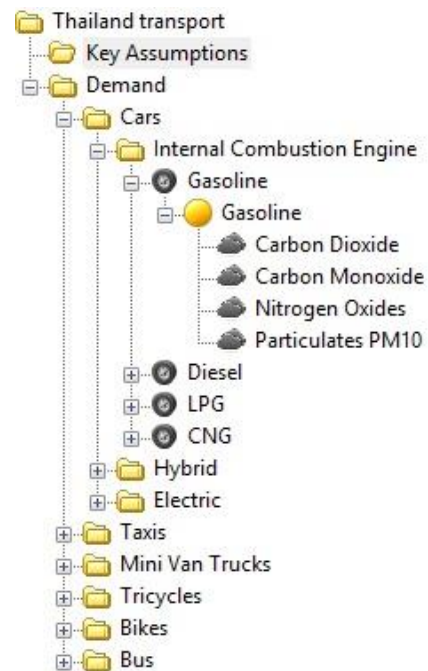 Thailand transport
Key Assumptions
Demand
Cars
Internal Combustion Engine
Gasoline
Gasoline
Carbon Dioxide
Carbon Monoxide
Nitrogen Oxides
Particulates PM10
Diesel
LPG
CNG
Hybrid
Electric
Taxis
Mini Van Trucks
Tricycles
Bikes
Bus